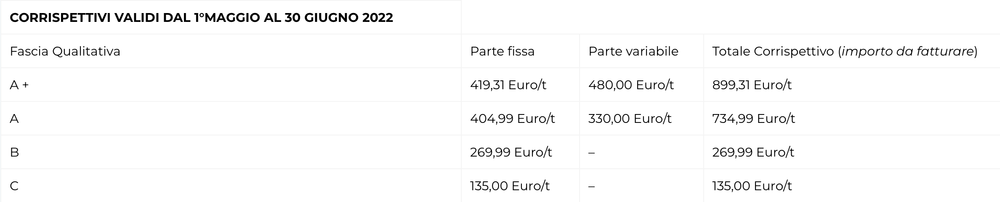 CORRISPETTIVI VALIDI DAL 1°MAGGIO AL 30 GIUGNO 2022
Fascia Qualitativa Parte fissa Parte variabile Totale Corrispettivo (importo da fatturare)
A + 419,31 Euro/t 480,00 Euro/t 899,31 Euro/t
A 404,99 Euro/t 330,00 Euro/t 734,99 Euro/t
B 269,99 Euro/t – 269,99 Euro/t
C 135,00 Euro/t – 135,00 Euro/t